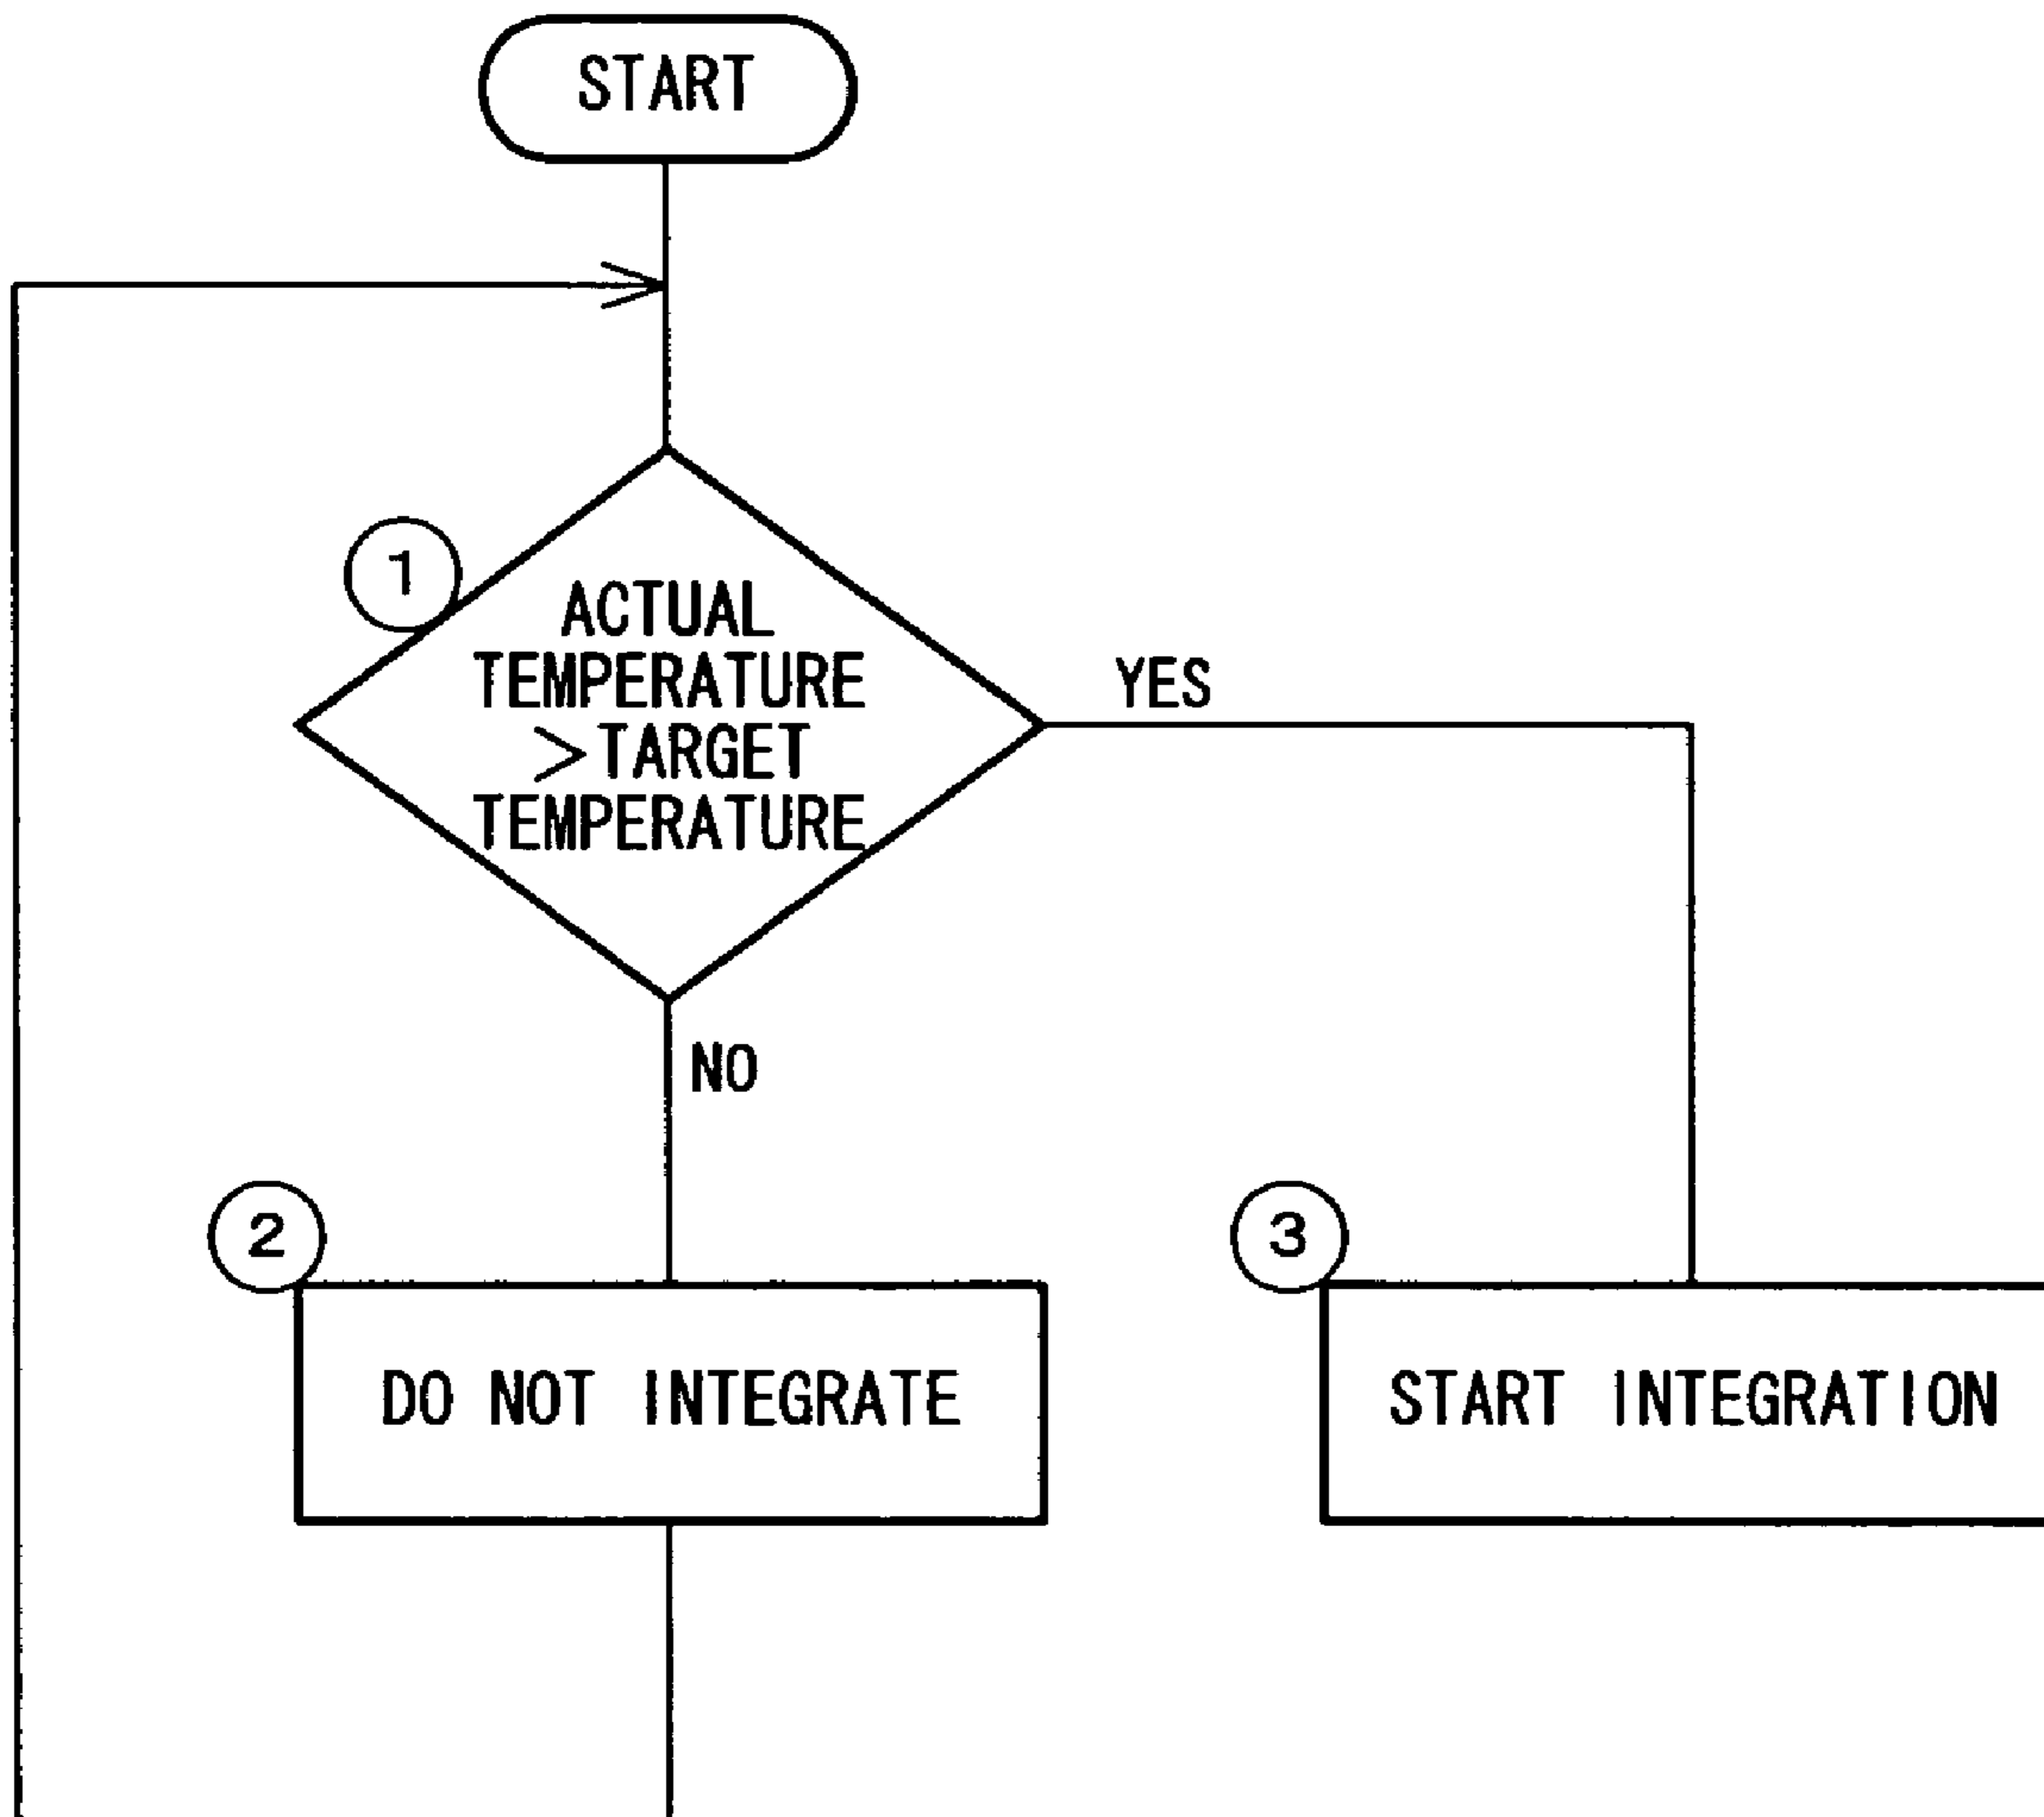 START
1
ACTUAL
TEMPERATURE
>TARGET
TEMPERATURE
YES
NO
2
DO NOT INTEGRATE
3
START INTEGRATION